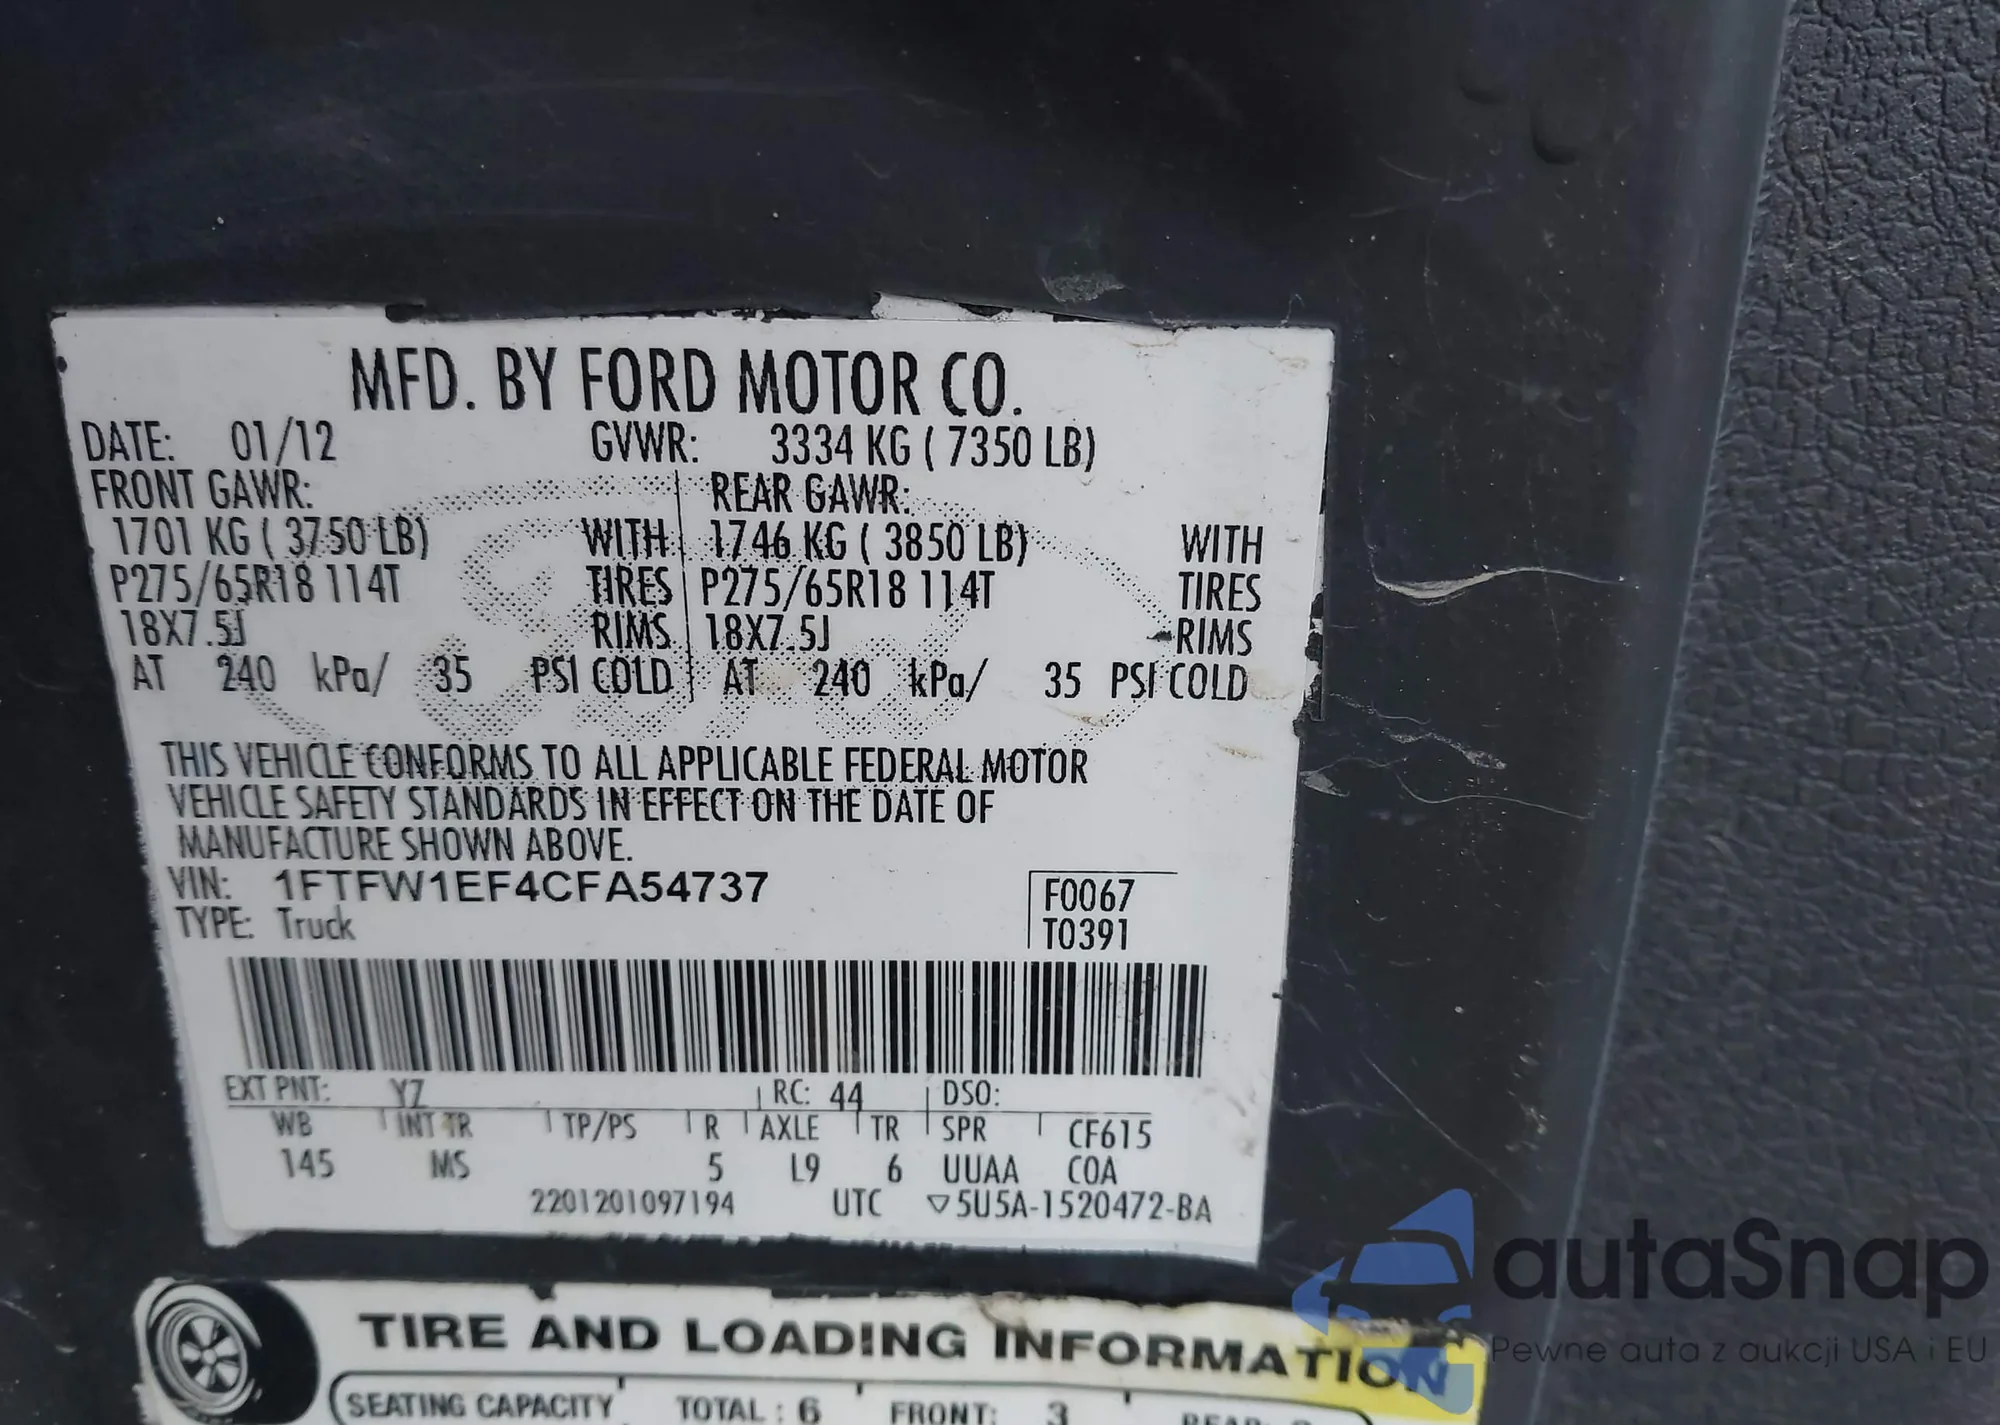 MFD. BY FORD MOTOR CO.
DATE: 01/12 GVWR: 3334 KG ( 7350 LB)
FRONT GAWR: REAR GAWR:
1701 KG ( 3750 LB) WITH 1746 KG ( 3850 LB) WITH
P275/65R18 114T TIRES P275/65R18 114T TIRES
18X7.5J RIMS 18X7.5J RIMS
AT 240 kPa/ 35 PSI COLD AT 240 kPa/ 35 PSI COLD
THIS VEHICLE CONFORMS TO ALL APPLICABLE FEDERAL MOTOR
VEHICLE SAFETY STANDARDS IN EFFECT ON THE DATE OF
MANUFACTURE SHOWN ABOVE.
VIN: 1FTFW1EF4CFA54737 F0067
TYPE: Truck T0391
EXT PNT: YZ RC: 44 DSO:
WB INT TR TP/PS R AXLE TR SPR CF615
145 MS 5 L9 6 UUAA COA
2201201097194 UTC ▽5U5A-1520472-BA
TIRE AND LOADING INFORMATION
SEATING CAPACITY TOTAL : 6 FRONT: 3
autaSnap
Pewne auta z aukcji USA i EU